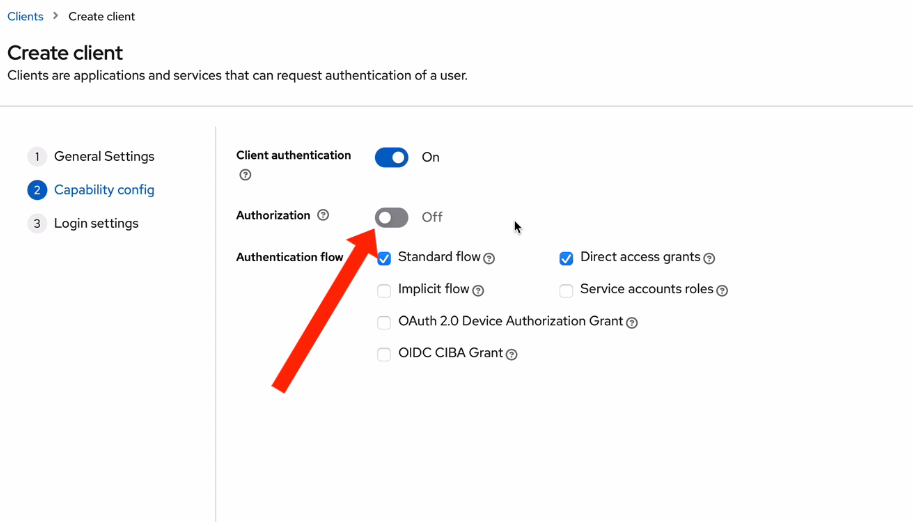 Clients > Create client
Create client
Clients are applications and services that can request authentication of a user.
1 General Settings
2 Capability config
3 Login settings
Client authentication On
Authorization Off
Authentication flow Standard flow Direct access grants
Implicit flow Service accounts roles
OAuth 2.0 Device Authorization Grant
OIDC CIBA Grant